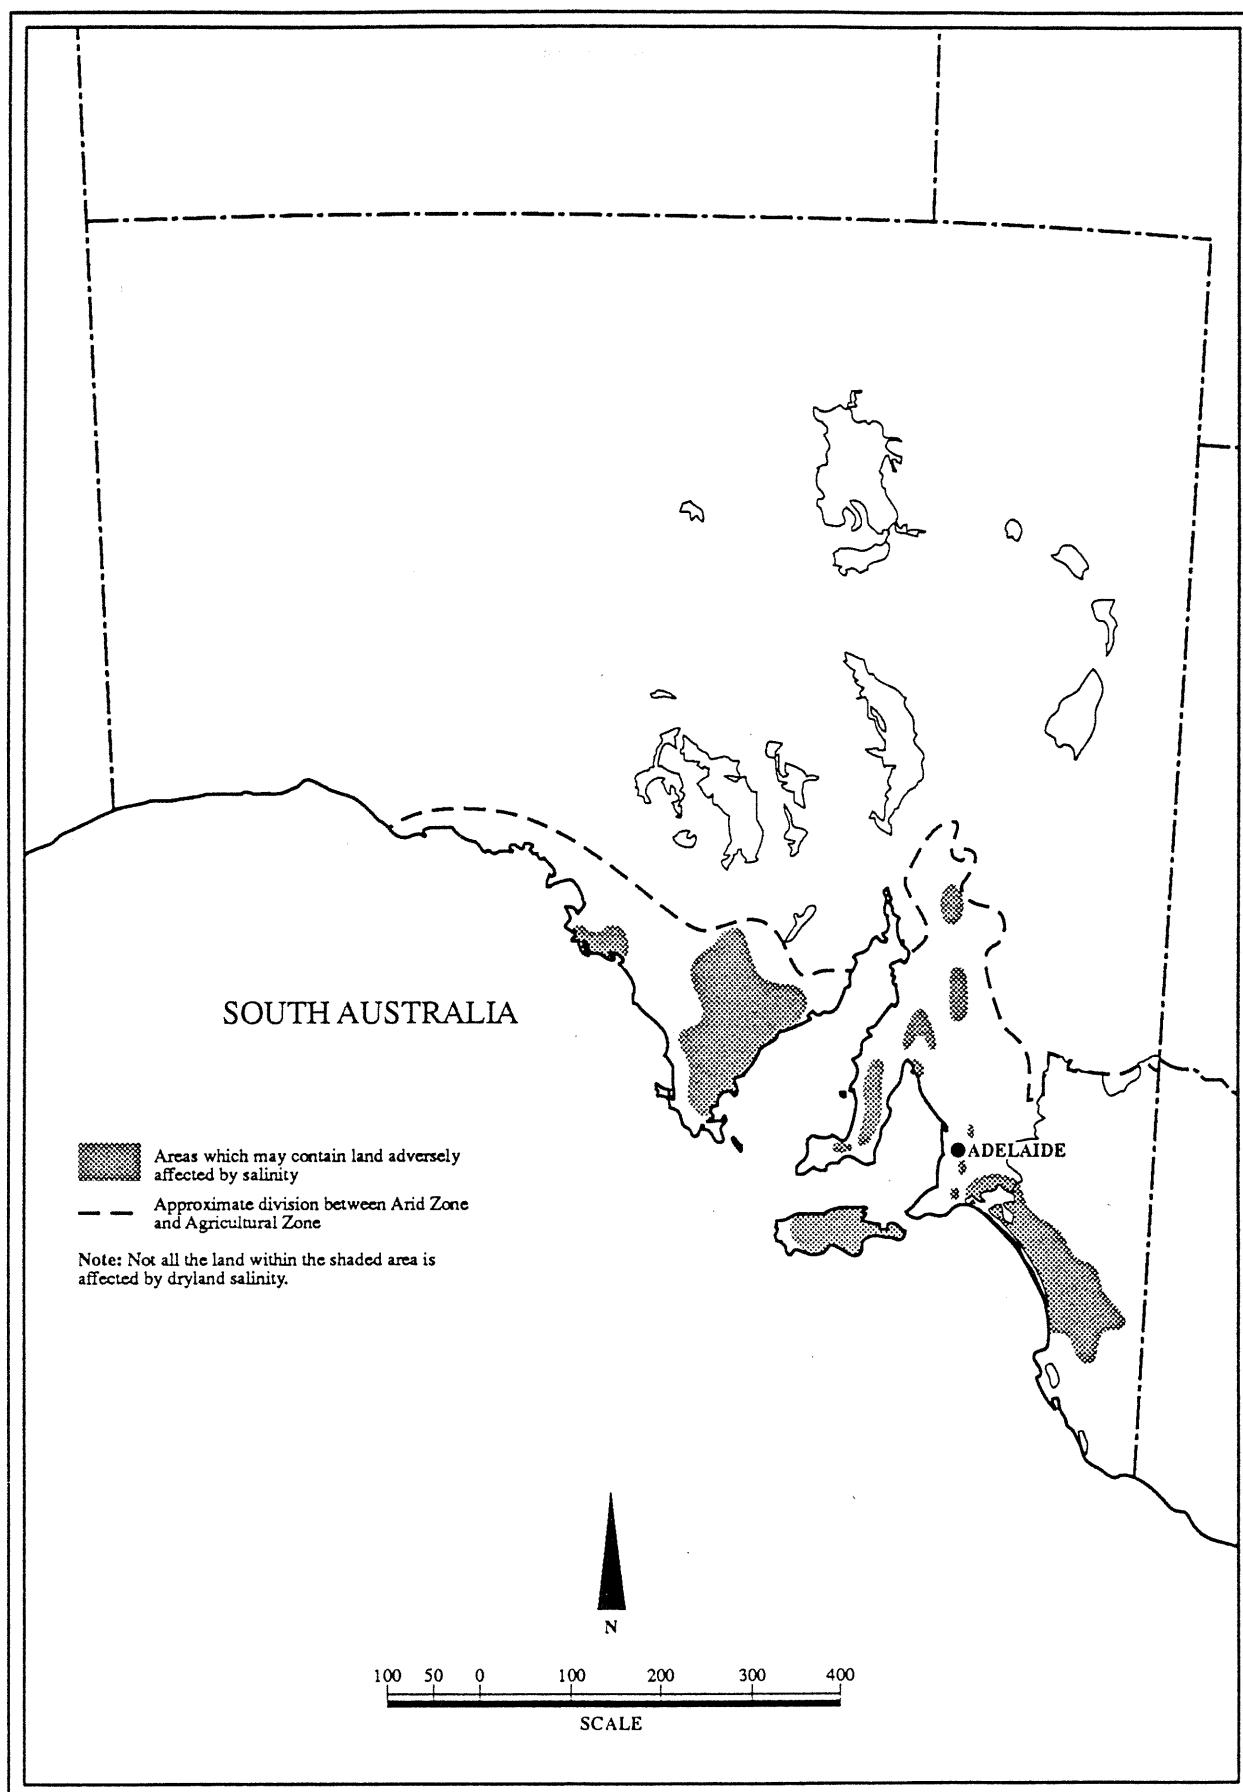 SOUTH AUSTRALIA
ADELAIDE
Areas which may contain land adversely
affected by salinity
Approximate division between Arid Zone
and Agricultural Zone
Note: Not all the land within the shaded area is
affected by dryland salinity.
N
100 50 0 100 200 300 400
SCALE